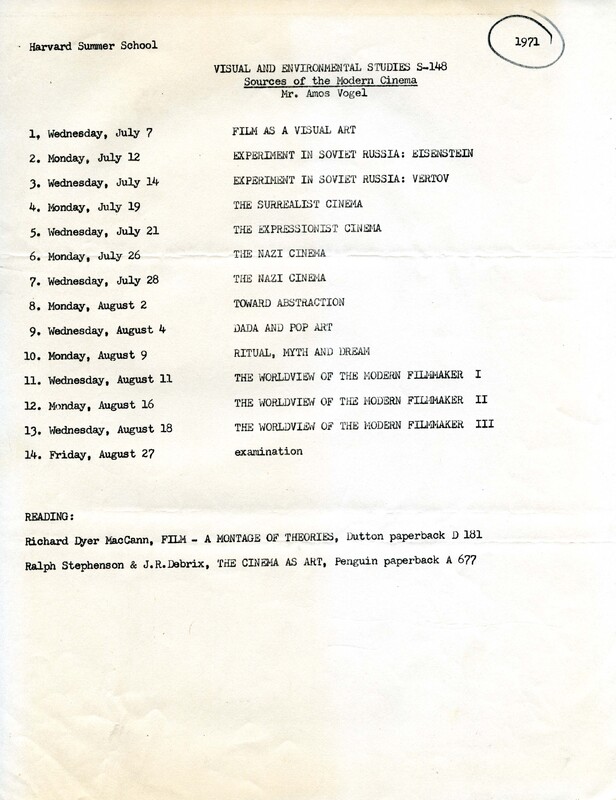 Harvard Summer School
1971
VISUAL AND ENVIRONMENTAL STUDIES S-148
Sources of the Modern Cinema
Mr. Amos Vogel
1, Wednesday, July 7 FILM AS A VISUAL ART
2. Monday, July 12 EXPERIMENT IN SOVIET RUSSIA: EISENSTEIN
3. Wednesday, July 14 EXPERIMENT IN SOVIET RUSSIA: VERTOV
4. Monday, July 19 THE SURREALIST CINEMA
5. Wednesday, July 21 THE EXPRESSIONIST CINEMA
6. Monday, July 26 THE NAZI CINEMA
7. Wednesday, July 28 THE NAZI CINEMA
8. Monday, August 2 TOWARD ABSTRACTION
9. Wednesday, August 4 DADA AND POP ART
10. Monday, August 9 RITUAL, MYTH AND DREAM
11. Wednesday, August 11 THE WORLDVIEW OF THE MODERN FILMMAKER I
12. Monday, August 16 THE WORLDVIEW OF THE MODERN FILMMAKER II
13. Wednesday, August 18 THE WORLDVIEW OF THE MODERN FILMMAKER III
14. Friday, August 27 examination
READING:
Richard Dyer MacCann, FILM - A MONTAGE OF THEORIES, Dutton paperback D 181
Ralph Stephenson & J.R.Debrix, THE CINEMA AS ART, Penguin paperback A 677